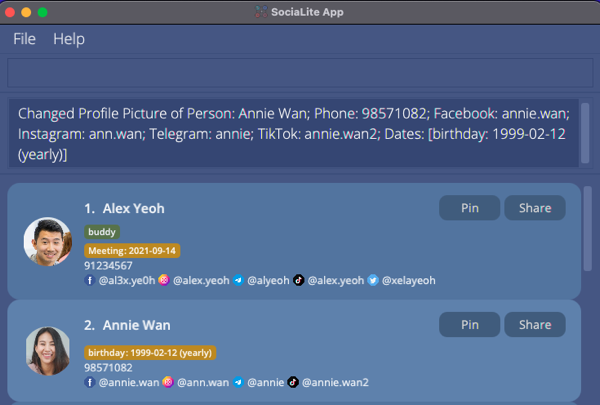 SociaLite App
File Help
Changed Profile Picture of Person: Annie Wan; Phone: 98571082; Facebook: annie.wan;
Instagram: ann.wan; Telegram: annie; TikTok: annie.wan2; Dates: [birthday: 1999-02-12
(yearly)]
1. Alex Yeoh Pin Share
buddy
Meeting: 2021-09-14
91234567
@al3x.ye0h @alex.yeoh @alyeoh @alex.yeoh @xelayeoh
2. Annie Wan Pin Share
birthday: 1999-02-12 (yearly)
98571082
@annie.wan @ann.wan @annie @annie.wan2